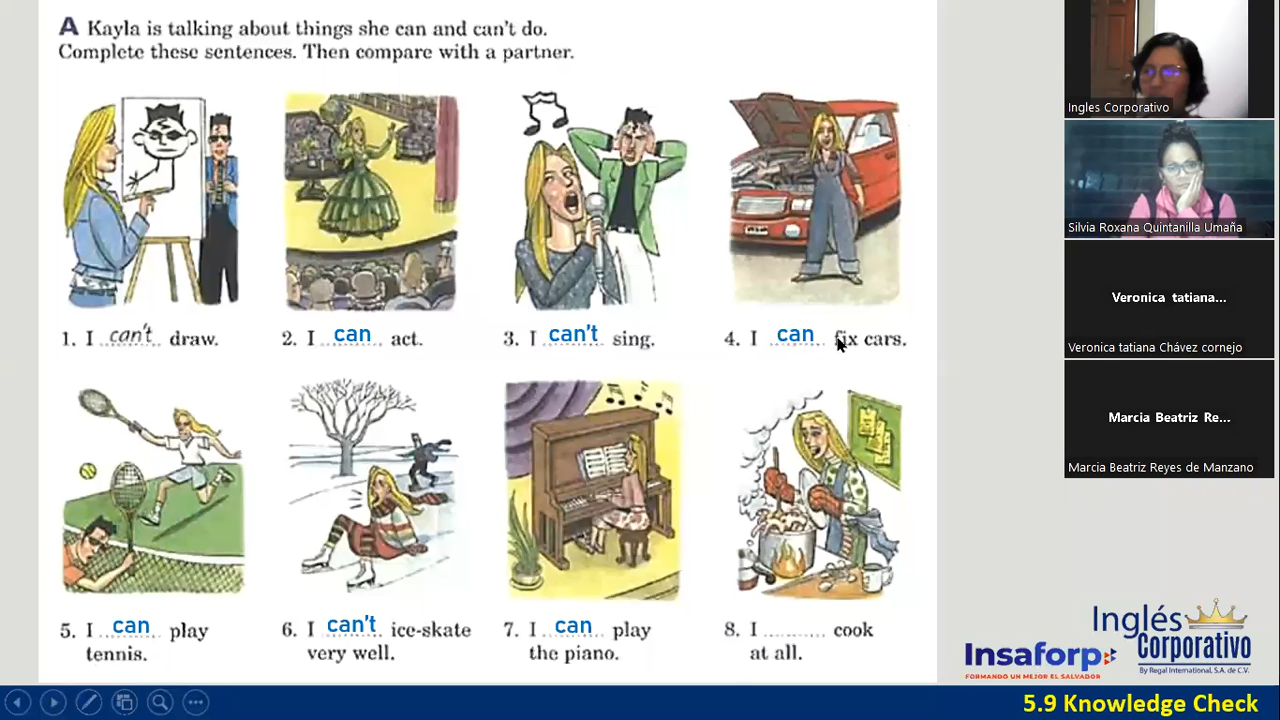 A Kayla is talking about things she can and can't do.
Complete these sentences. Then compare with a partner.
1. I can't draw.
2. I can act.
3. I can't sing.
4. I can fix cars.
5. I can play
tennis.
6. I can't ice-skate
very well.
7. I can play
the piano.
8. I .......... cook
at all.
Ingles Corporativo
Silvia Roxana Quintanilla Umaña
Veronica tatiana...
Veronica tatiana Chávez cornejo
Marcia Beatriz Re...
Marcia Beatriz Reyes de Manzano
Insaforp
FORMANDO UN MEJOR EL SALVADOR
Inglés
Corporativo
By Regal International, S.A. de C.V.
5.9 Knowledge Check